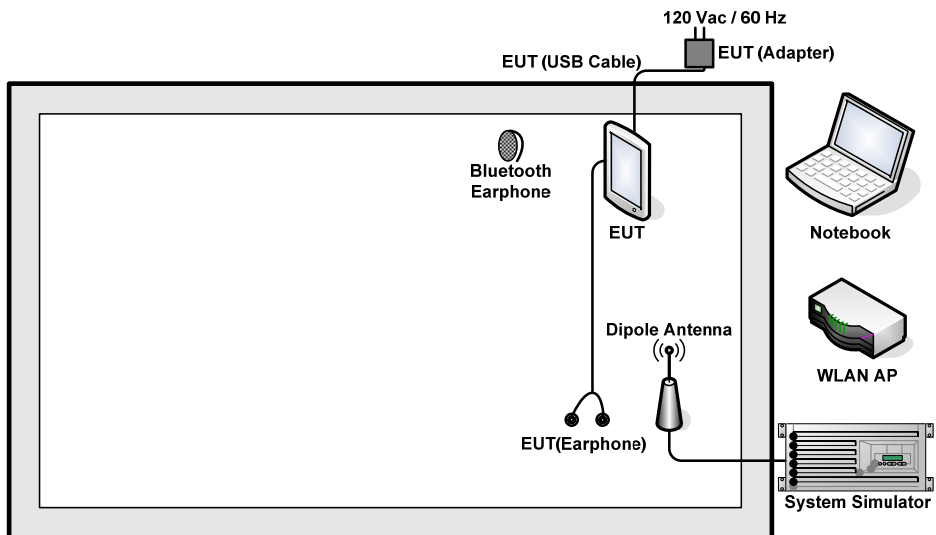 120 Vac / 60 Hz
EUT (Adapter)
EUT (USB Cable)
Bluetooth
Earphone
EUT
Notebook
Dipole Antenna
WLAN AP
EUT(Earphone)
System Simulator